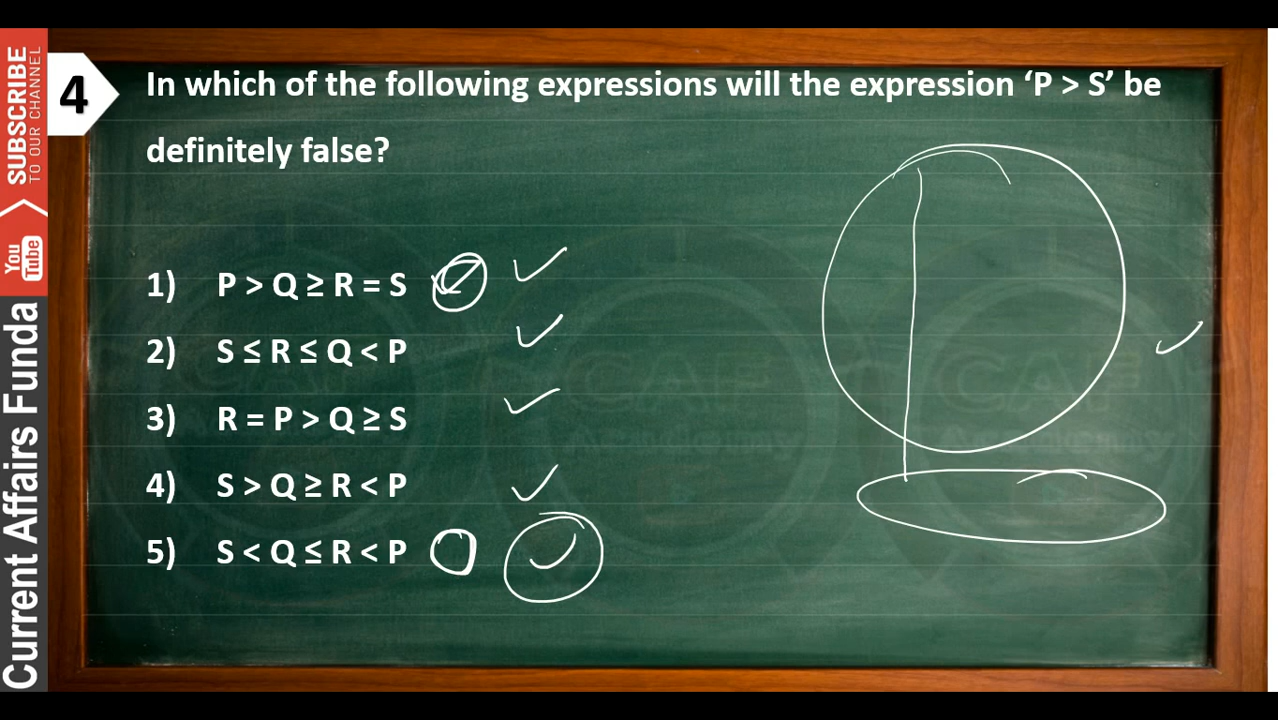 SUBSCRIBE
TO OUR CHANNEL
You
Tube
Current Affairs Funda
4
In which of the following expressions will the expression ‘P > S’ be
definitely false?
1) P > Q ≥ R = S
2) S ≤ R ≤ Q < P
3) R = P > Q ≥ S
4) S > Q ≥ R < P
5) S < Q ≤ R < P